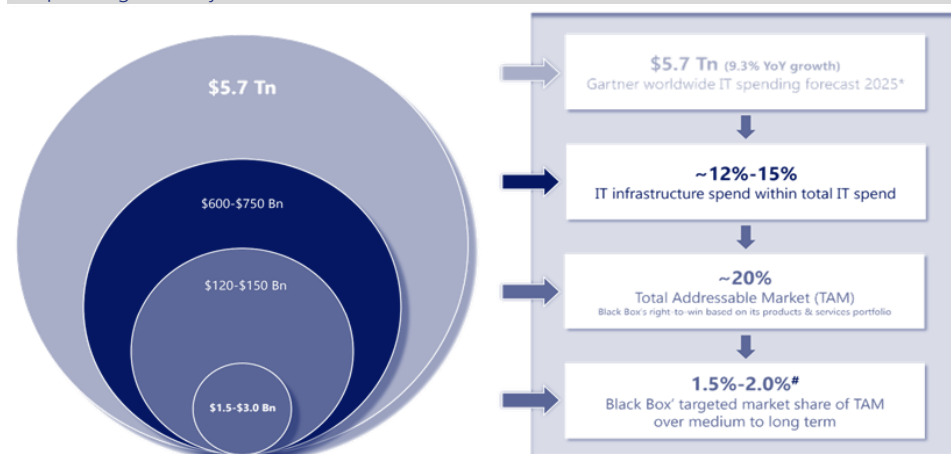 $5.7 Tn
$600-$750 Bn
$120-$150 Bn
$1.5-$3.0 Bn
$5.7 Tn (9.3% YoY growth)
Gartner worldwide IT spending forecast 2025*
~12%-15%
IT infrastructure spend within total IT spend
~20%
Total Addressable Market (TAM)
Black Box's right-to-win based on its products & services portfolio
1.5%-2.0%#
Black Box' targeted market share of TAM
over medium to long term